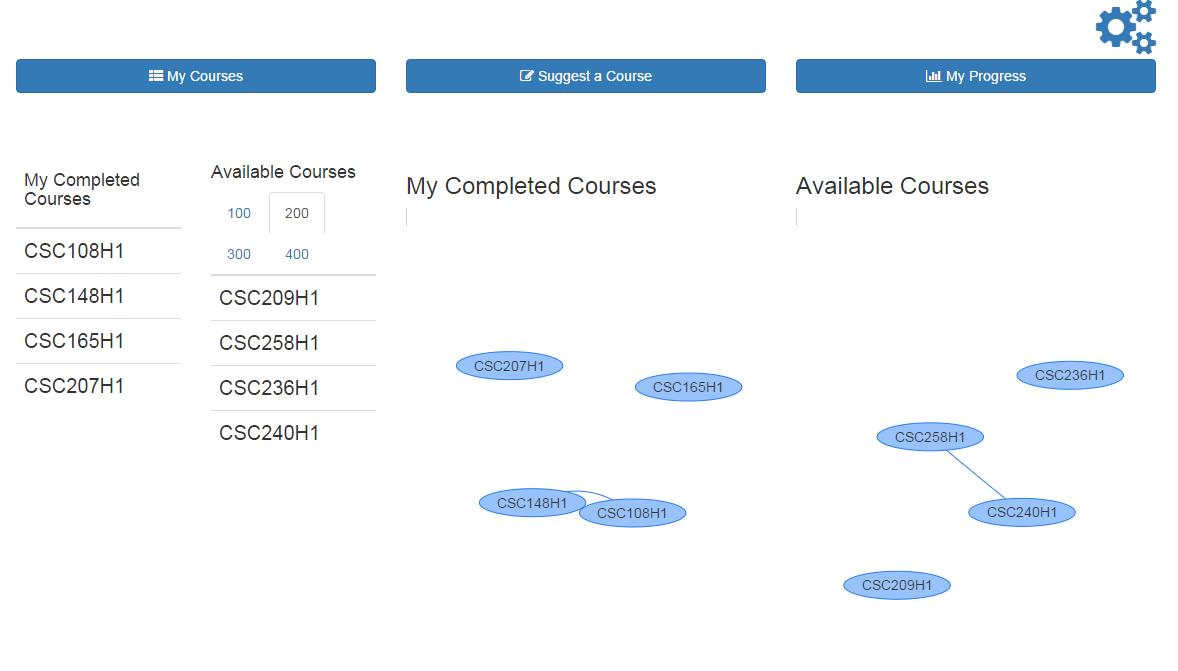 My Courses
Suggest a Course
My Progress
My Completed
Courses
CSC108H1
CSC148H1
CSC165H1
CSC207H1
Available Courses
100 200
300 400
CSC209H1
CSC258H1
CSC236H1
CSC240H1
My Completed Courses
CSC207H1
CSC165H1
CSC148H1
CSC108H1
Available Courses
CSC236H1
CSC258H1
CSC240H1
CSC209H1